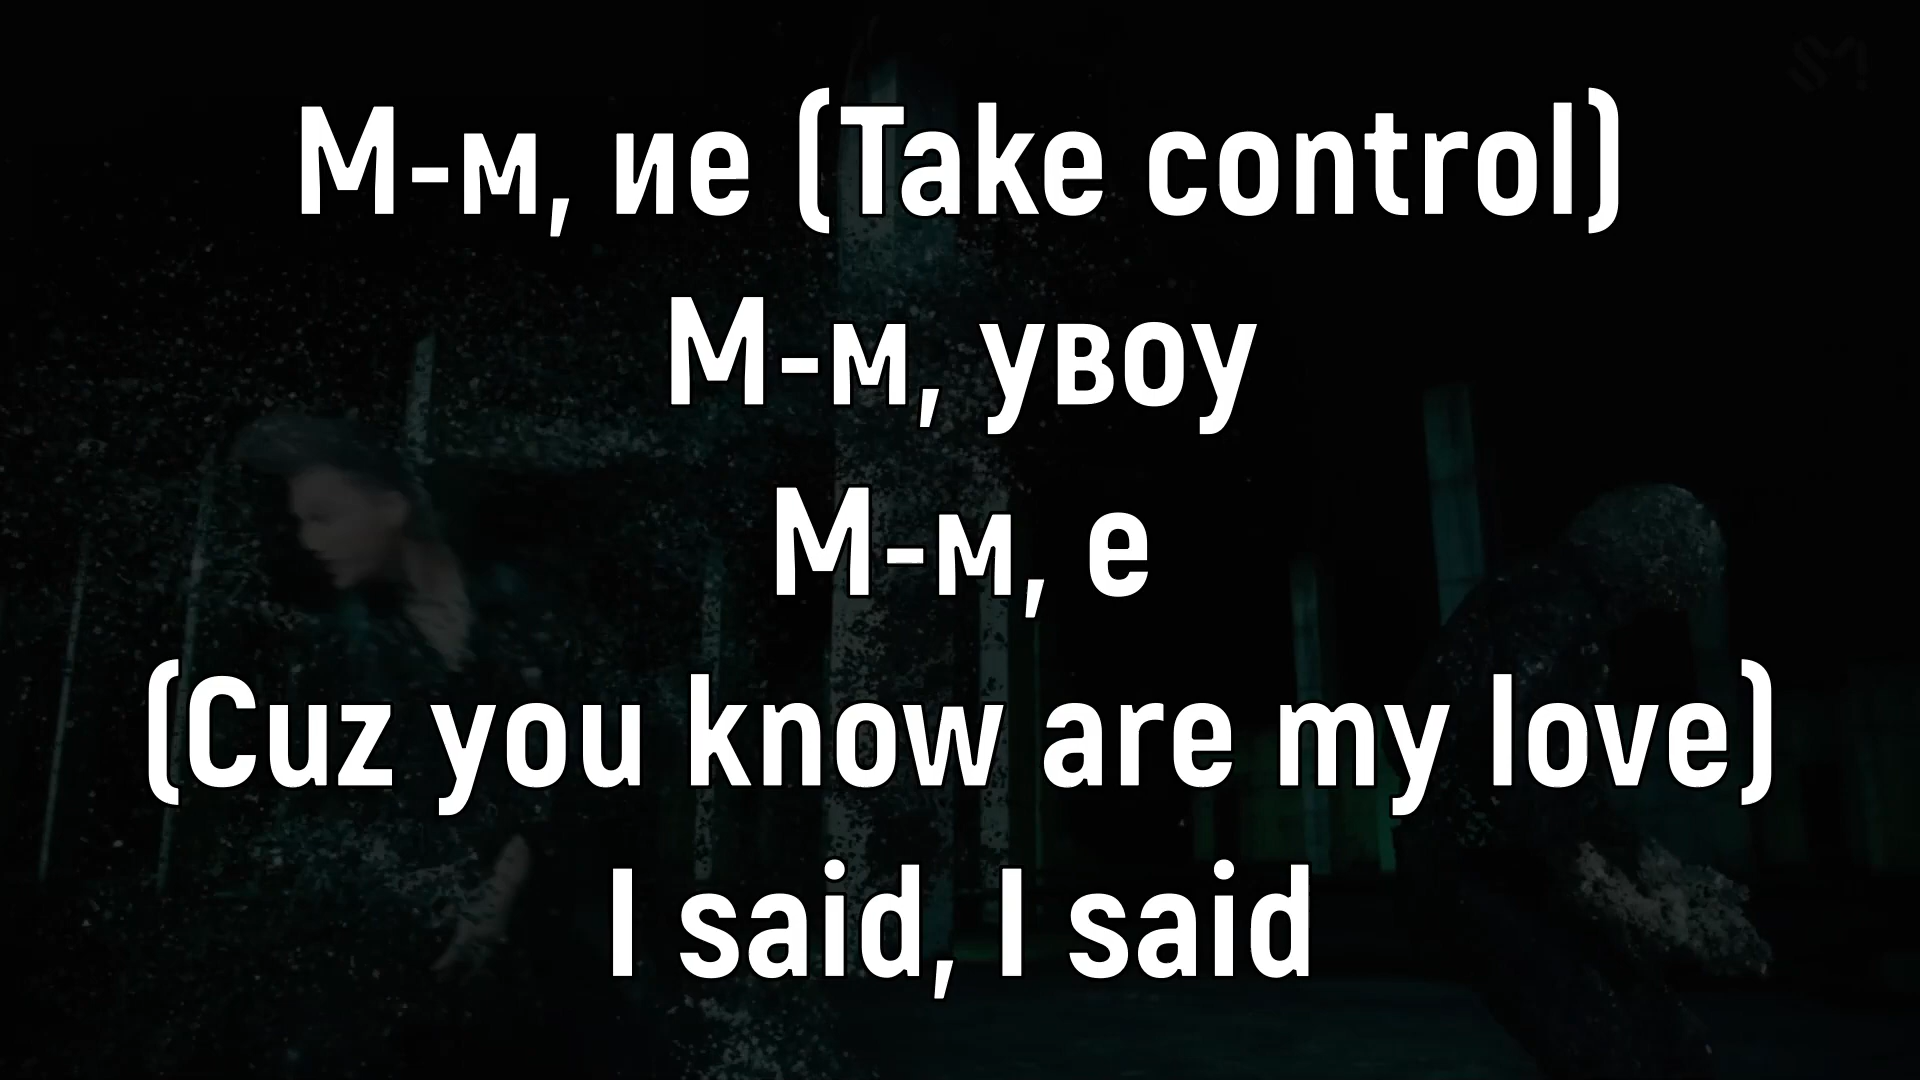 М-м, ие (Take control)
М-м, увоу
М-м, е
(Cuz you know are my love)
I said, I said